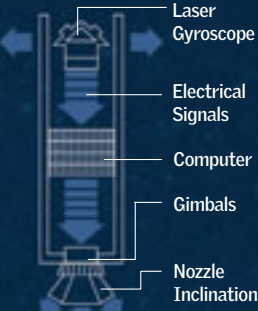 Laser
Gyroscope
Electrical
Signals
Computer
Gimbals
Nozzle
Inclination